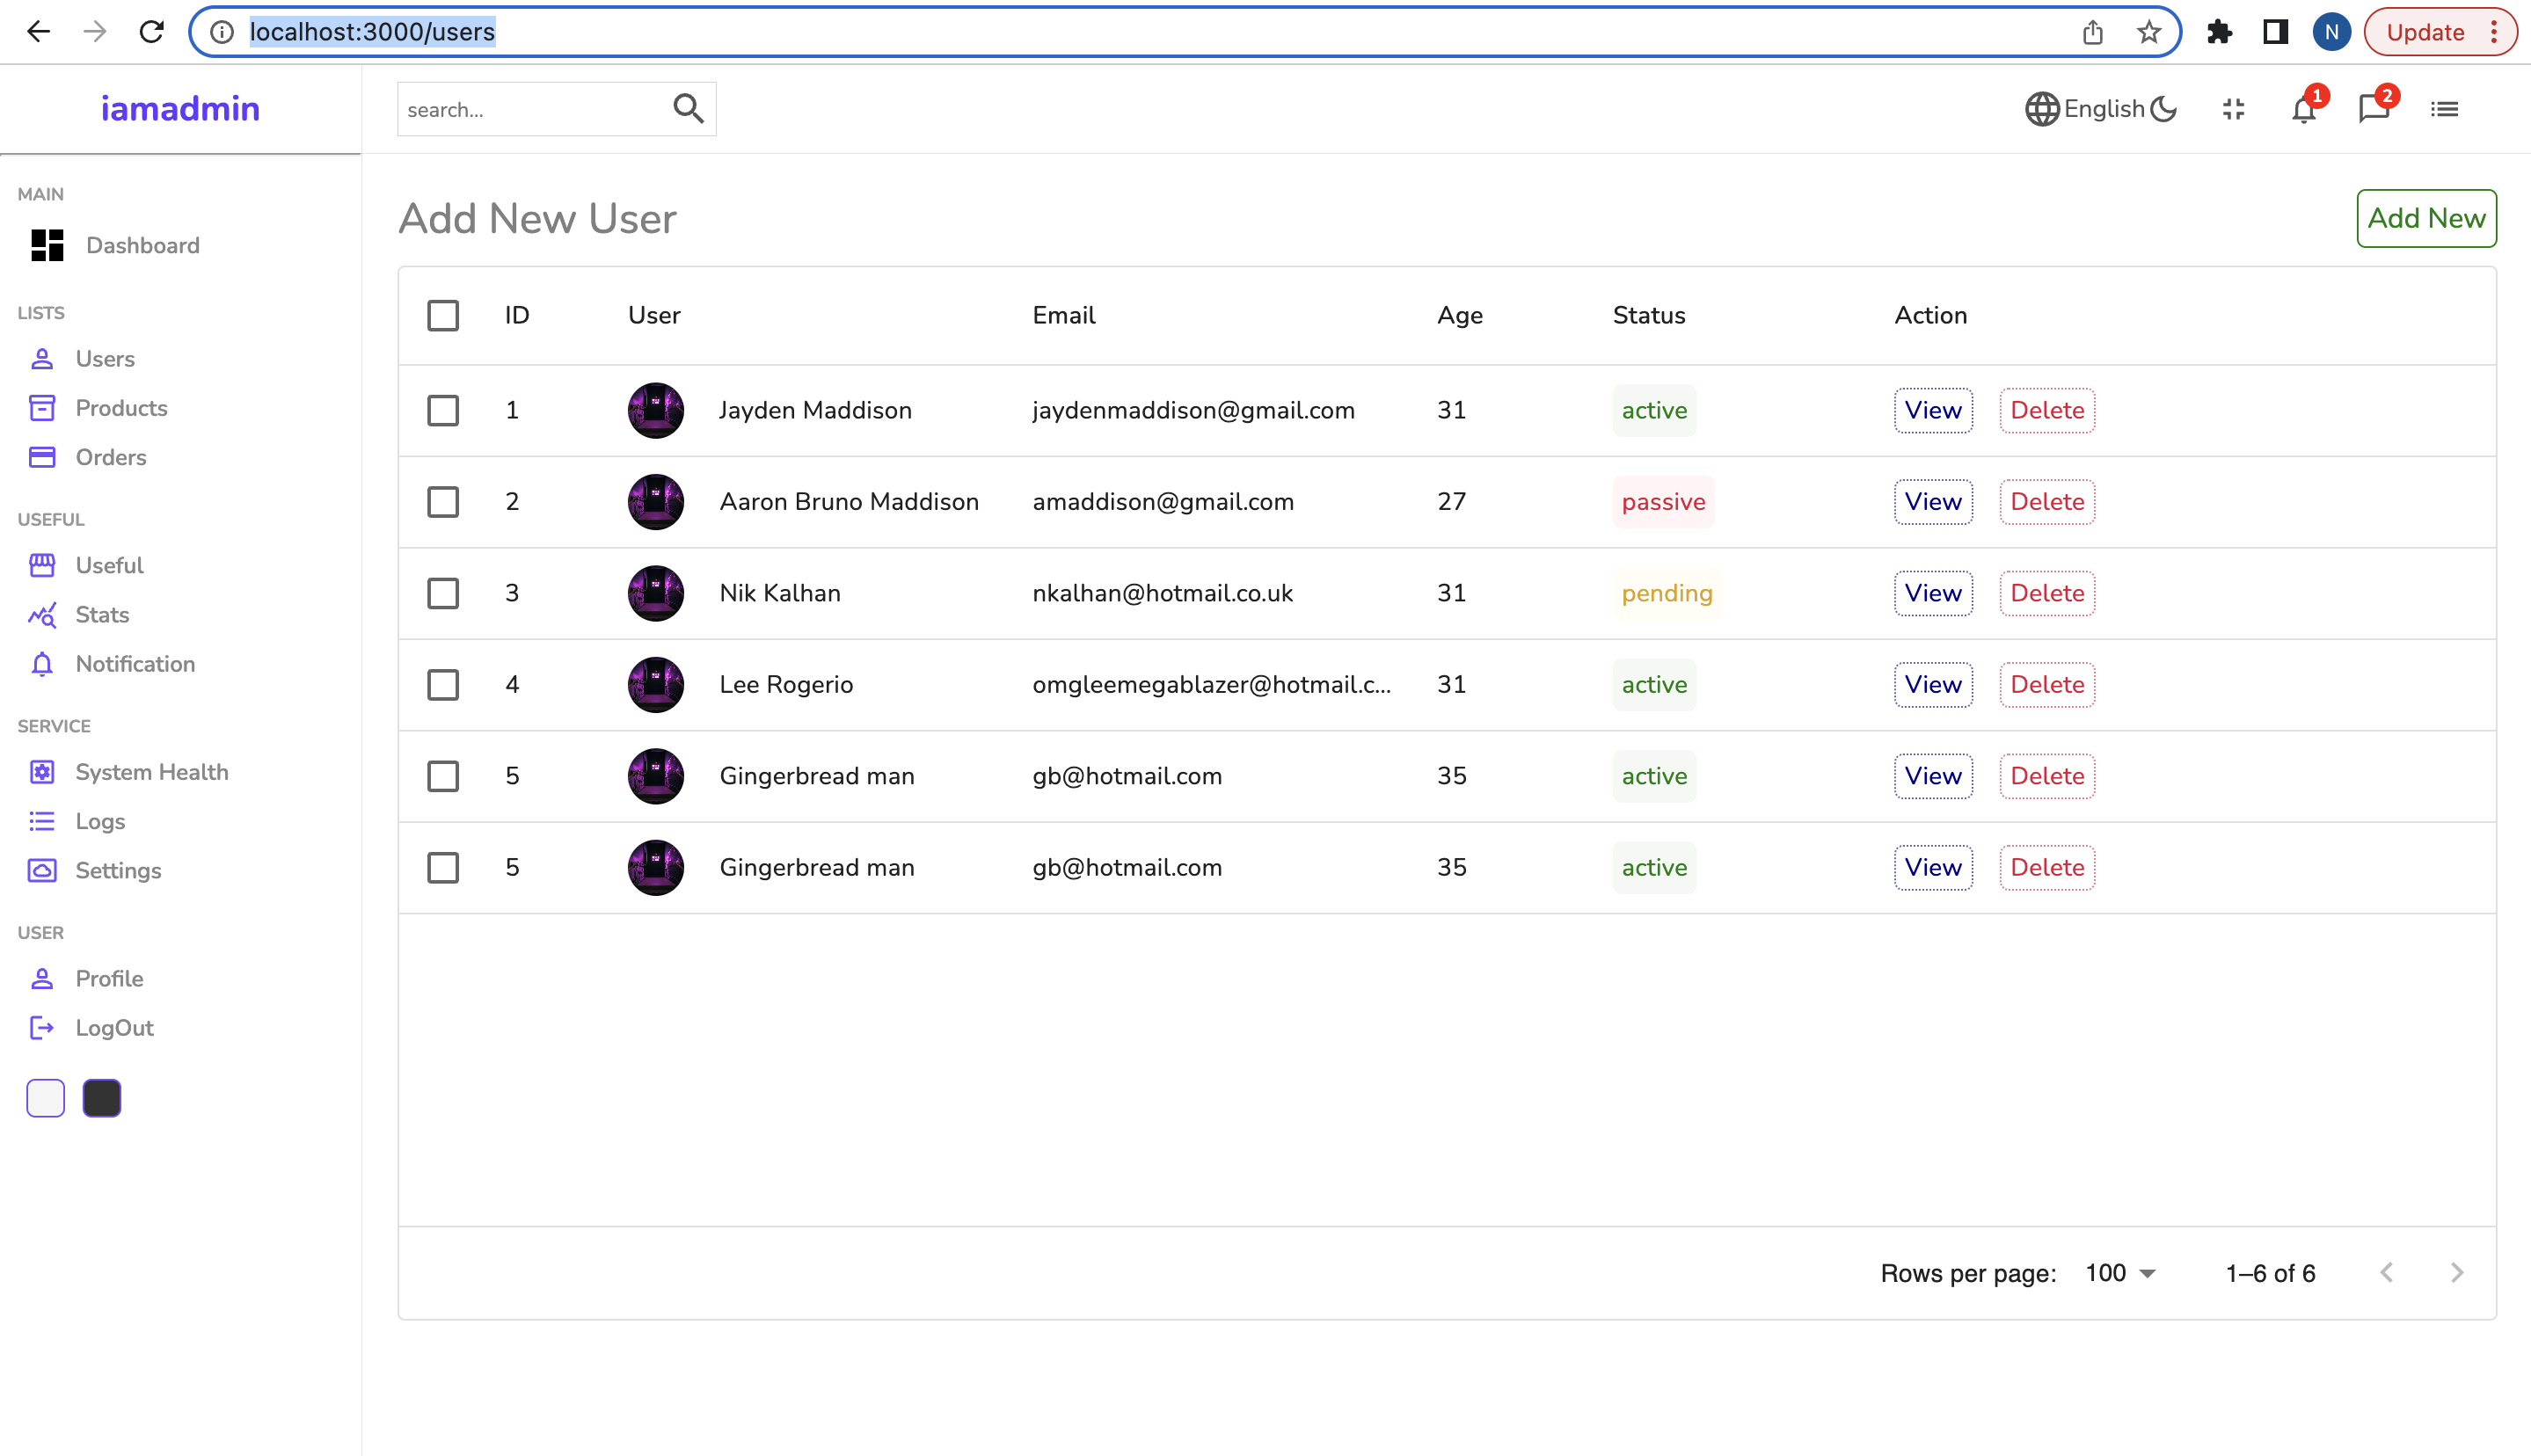 localhost:3000/users
N
Update
iamadmin
search...
English
1
2
MAIN
Dashboard
LISTS
Users
Products
Orders
USEFUL
Useful
Stats
Notification
SERVICE
System Health
Logs
Settings
USER
Profile
LogOut
Add New User
Add New
ID User Email Age Status Action
1 Jayden Maddison jaydenmaddison@gmail.com 31 active View Delete
2 Aaron Bruno Maddison amaddison@gmail.com 27 passive View Delete
3 Nik Kalhan nkalhan@hotmail.co.uk 31 pending View Delete
4 Lee Rogerio omgleemegablazer@hotmail.c... 31 active View Delete
5 Gingerbread man gb@hotmail.com 35 active View Delete
5 Gingerbread man gb@hotmail.com 35 active View Delete
Rows per page: 100 1–6 of 6